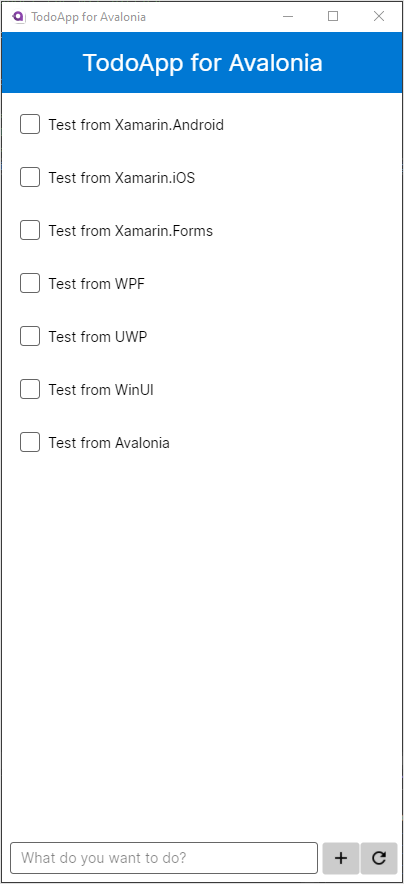 TodoApp for Avalonia
TodoApp for Avalonia
Test from Xamarin.Android
Test from Xamarin.iOS
Test from Xamarin.Forms
Test from WPF
Test from UWP
Test from WinUI
Test from Avalonia
What do you want to do?